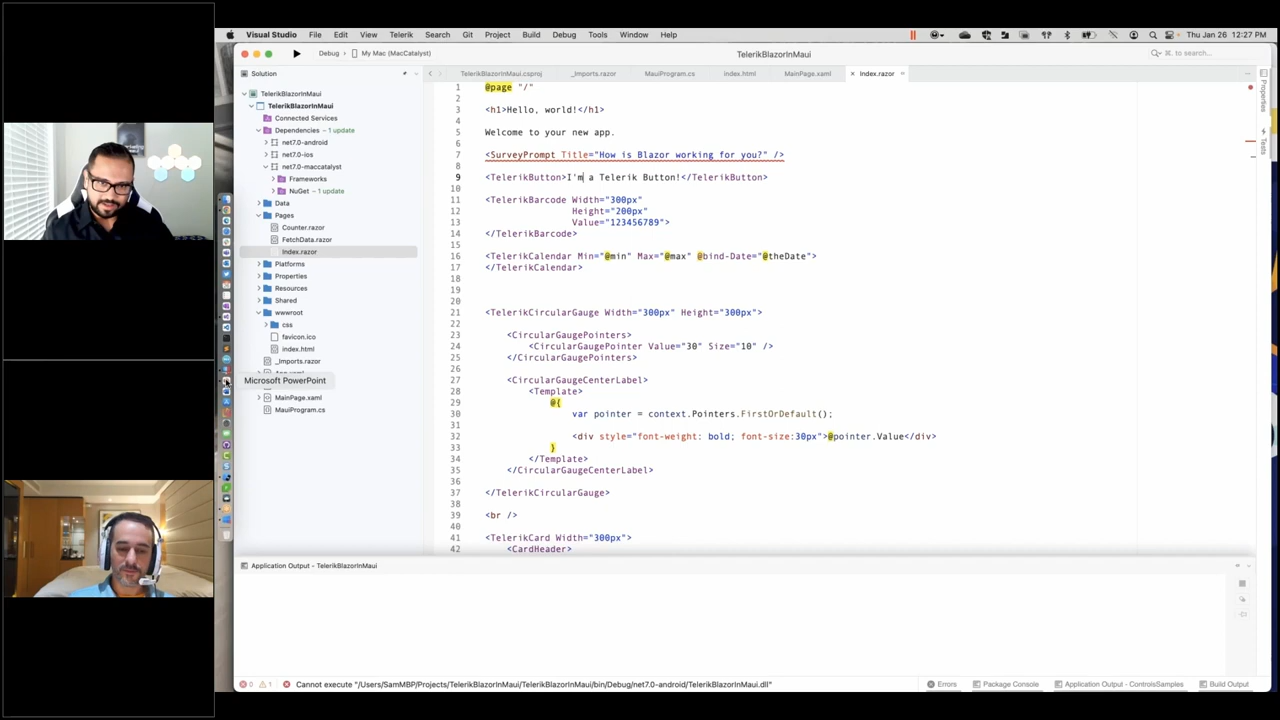 Visual Studio File Edit View Telerik Search Git Project Build Debug Tools Window Help Thu Jan 26 12:27 PM
Debug My Mac (MacCatalyst) TelerikBlazorInMaui ⌘. to search...
Solution TelerikBlazorInMaui.csproj _Imports.razor MauiProgram.cs index.html MainPage.xaml Index.razor
Properties
Tests
TelerikBlazorInMaui
TelerikBlazorInMaui
Connected Services
Dependencies – 1 update
net7.0-android
net7.0-ios
net7.0-maccatalyst
Frameworks
NuGet – 1 update
Data
Pages
Counter.razor
FetchData.razor
Index.razor
Platforms
Properties
Resources
Shared
wwwroot
css
favicon.ico
index.html
_Imports.razor
Microsoft PowerPoint
MainPage.xaml
MauiProgram.cs
1 @page "/"
2
3 <h1>Hello, world!</h1>
4
5 Welcome to your new app.
6
7 <SurveyPrompt Title="How is Blazor working for you?" />
8
9 <TelerikButton>I'm a Telerik Button!</TelerikButton>
10
11 <TelerikBarcode Width="300px"
12 Height="200px"
13 Value="123456789">
14 </TelerikBarcode>
15
16 <TelerikCalendar Min="@min" Max="@max" @bind-Date="@theDate">
17 </TelerikCalendar>
18
19
20
21 <TelerikCircularGauge Width="300px" Height="300px">
22
23 <CircularGaugePointers>
24 <CircularGaugePointer Value="30" Size="10" />
25 </CircularGaugePointers>
26
27 <CircularGaugeCenterLabel>
28 <Template>
29 @{
30 var pointer = context.Pointers.FirstOrDefault();
31
32 <div style="font-weight: bold; font-size:30px">@pointer.Value</div>
33 }
34 </Template>
35 </CircularGaugeCenterLabel>
36
37 </TelerikCircularGauge>
38
39 <br />
40
41 <TelerikCard Width="300px">
42 <CardHeader>
Application Output - TelerikBlazorInMaui
0 1 Cannot execute "/Users/SamMBP/Projects/TelerikBlazorInMaui/TelerikBlazorInMaui/bin/Debug/net7.0-android/TelerikBlazorInMaui.dll" Errors Package Console Application Output - ControlsSamples Build Output